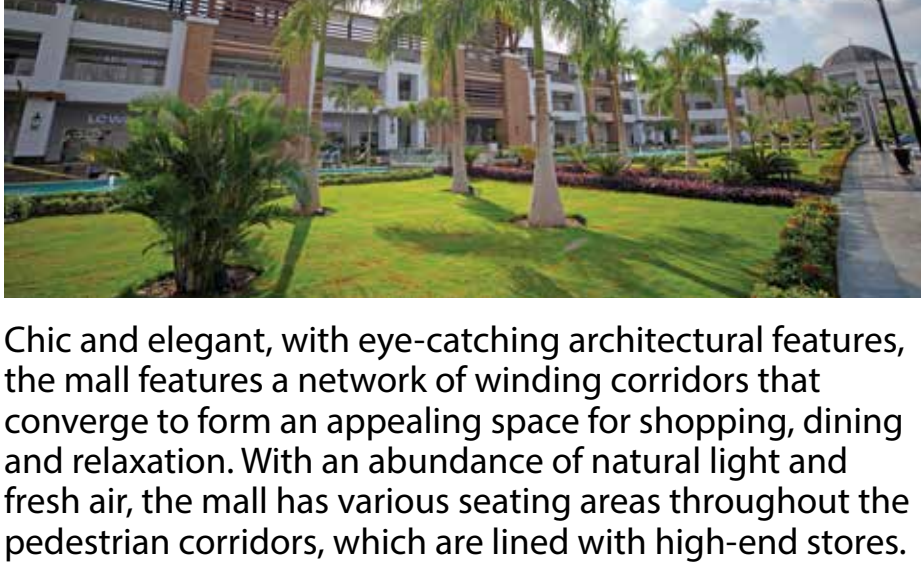 LCW
Chic and elegant, with eye-catching architectural features,
the mall features a network of winding corridors that
converge to form an appealing space for shopping, dining
and relaxation. With an abundance of natural light and
fresh air, the mall has various seating areas throughout the
pedestrian corridors, which are lined with high-end stores.